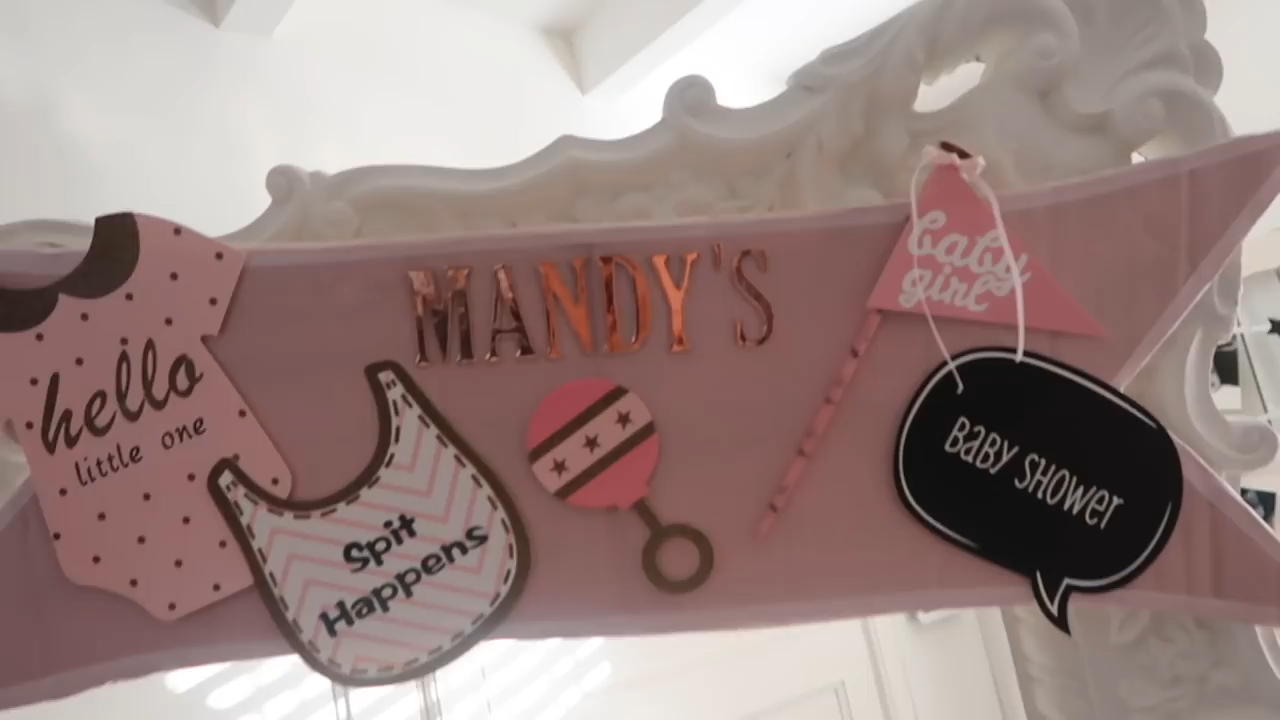 MANDY'S
hello
little one
Spit
Happens
baby
girl
BABY SHOWER